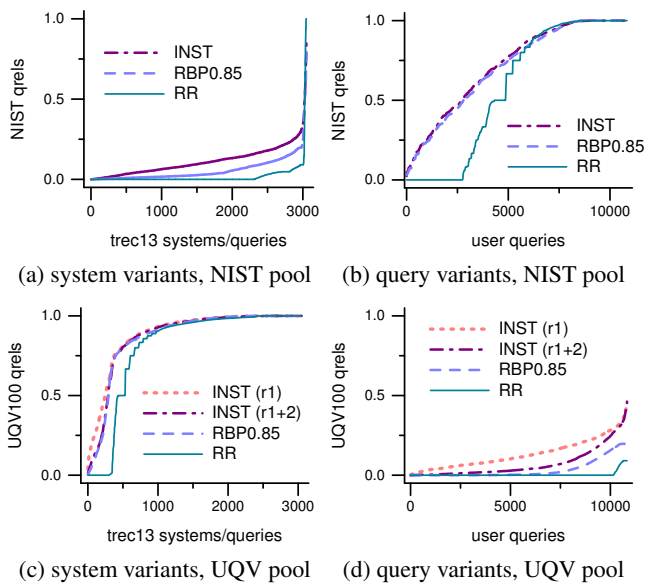 1.0
0.5
0.0
NIST qrels
INST
RBP0.85
RR
0
1000
2000
3000
trec13 systems/queries
(a) system variants, NIST pool
1.0
0.5
0.0
NIST qrels
INST
RBP0.85
RR
0
5000
10000
user queries
(b) query variants, NIST pool
1.0
0.5
0.0
UQV100 qrels
INST (r1)
INST (r1+2)
RBP0.85
RR
0
1000
2000
3000
trec13 systems/queries
(c) system variants, UQV pool
1.0
0.5
0.0
UQV100 qrels
INST (r1)
INST (r1+2)
RBP0.85
RR
0
5000
10000
user queries
(d) query variants, UQV pool